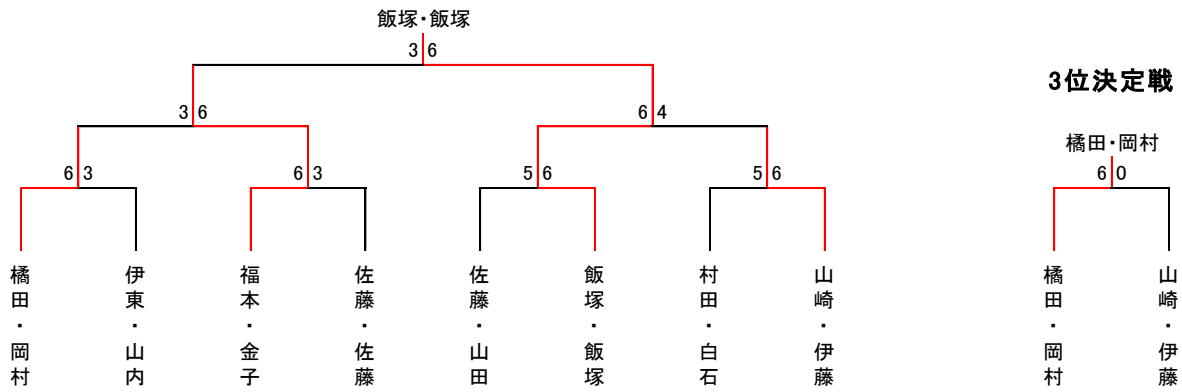 飯塚・飯塚
3 6
3位決定戦
3 6
6 4
橘田・岡村
6 3
6 3
5 6
5 6
6 0
橘田・岡村
伊東・山内
福本・金子
佐藤・佐藤
佐藤・山田
飯塚・飯塚
村田・白石
山崎・伊藤
橘田・岡村
山崎・伊藤